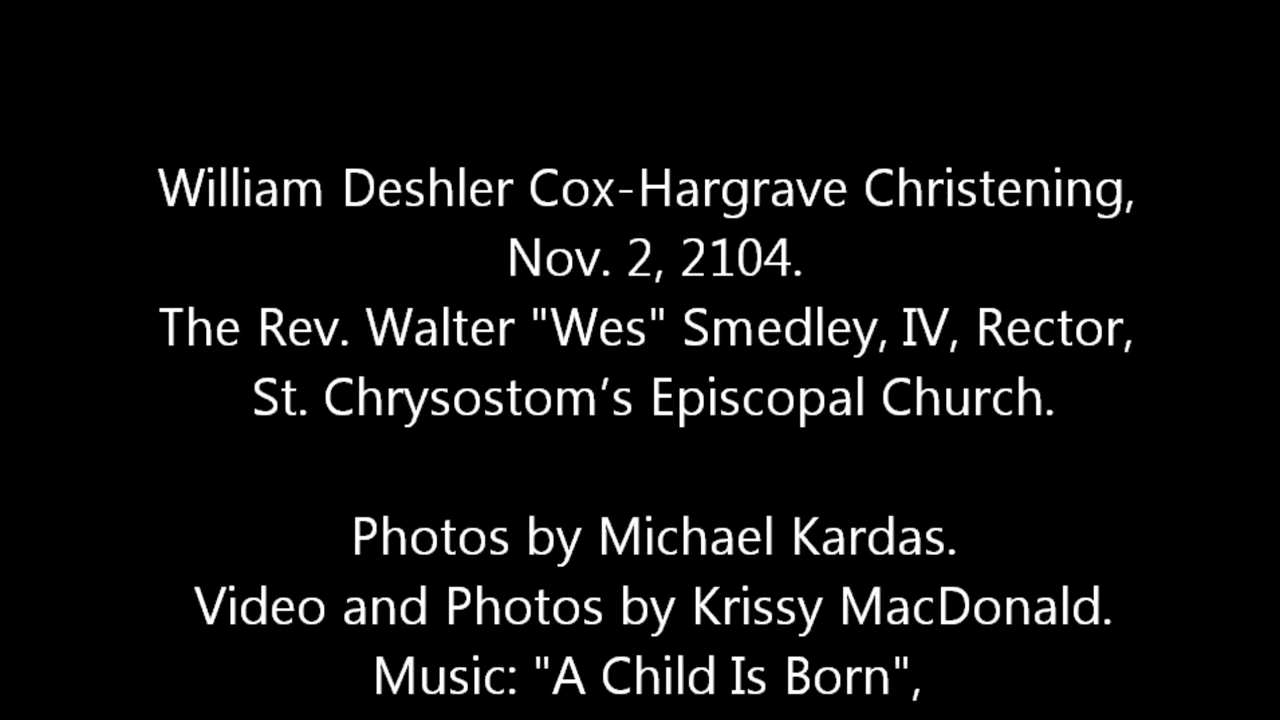 William Deshler Cox-Hargrave Christening,
Nov. 2, 2104.
The Rev. Walter "Wes" Smedley, IV, Rector,
St. Chrysostom’s Episcopal Church.
Photos by Michael Kardas.
Video and Photos by Krissy MacDonald.
Music: "A Child Is Born",